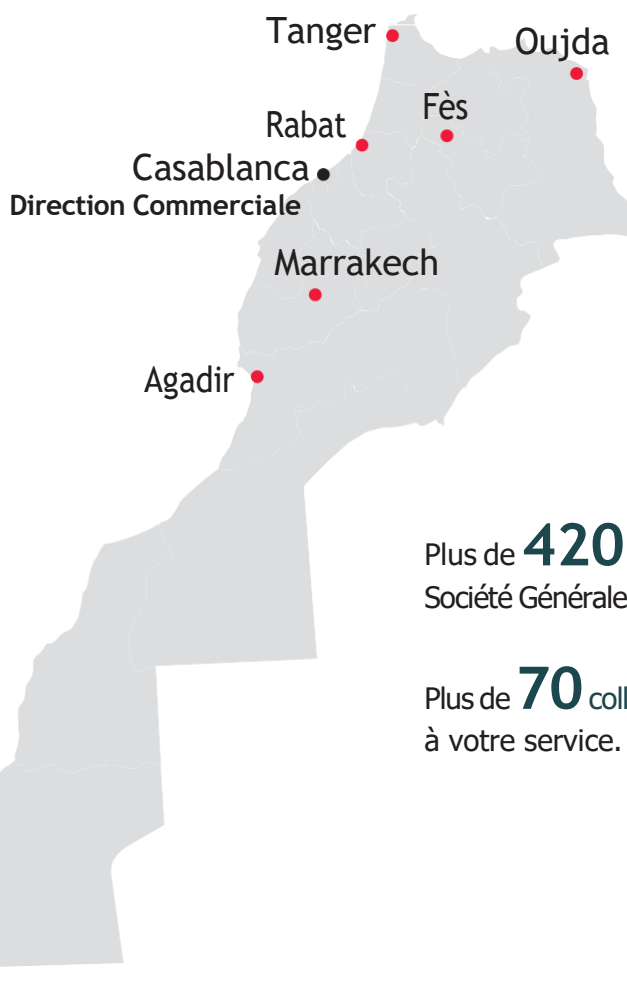 Tanger
Oujda
Fès
Rabat
Casablanca
Direction Commerciale
Marrakech
Agadir
Plus de 420
Société Générale
Plus de 70 coll
à votre service.